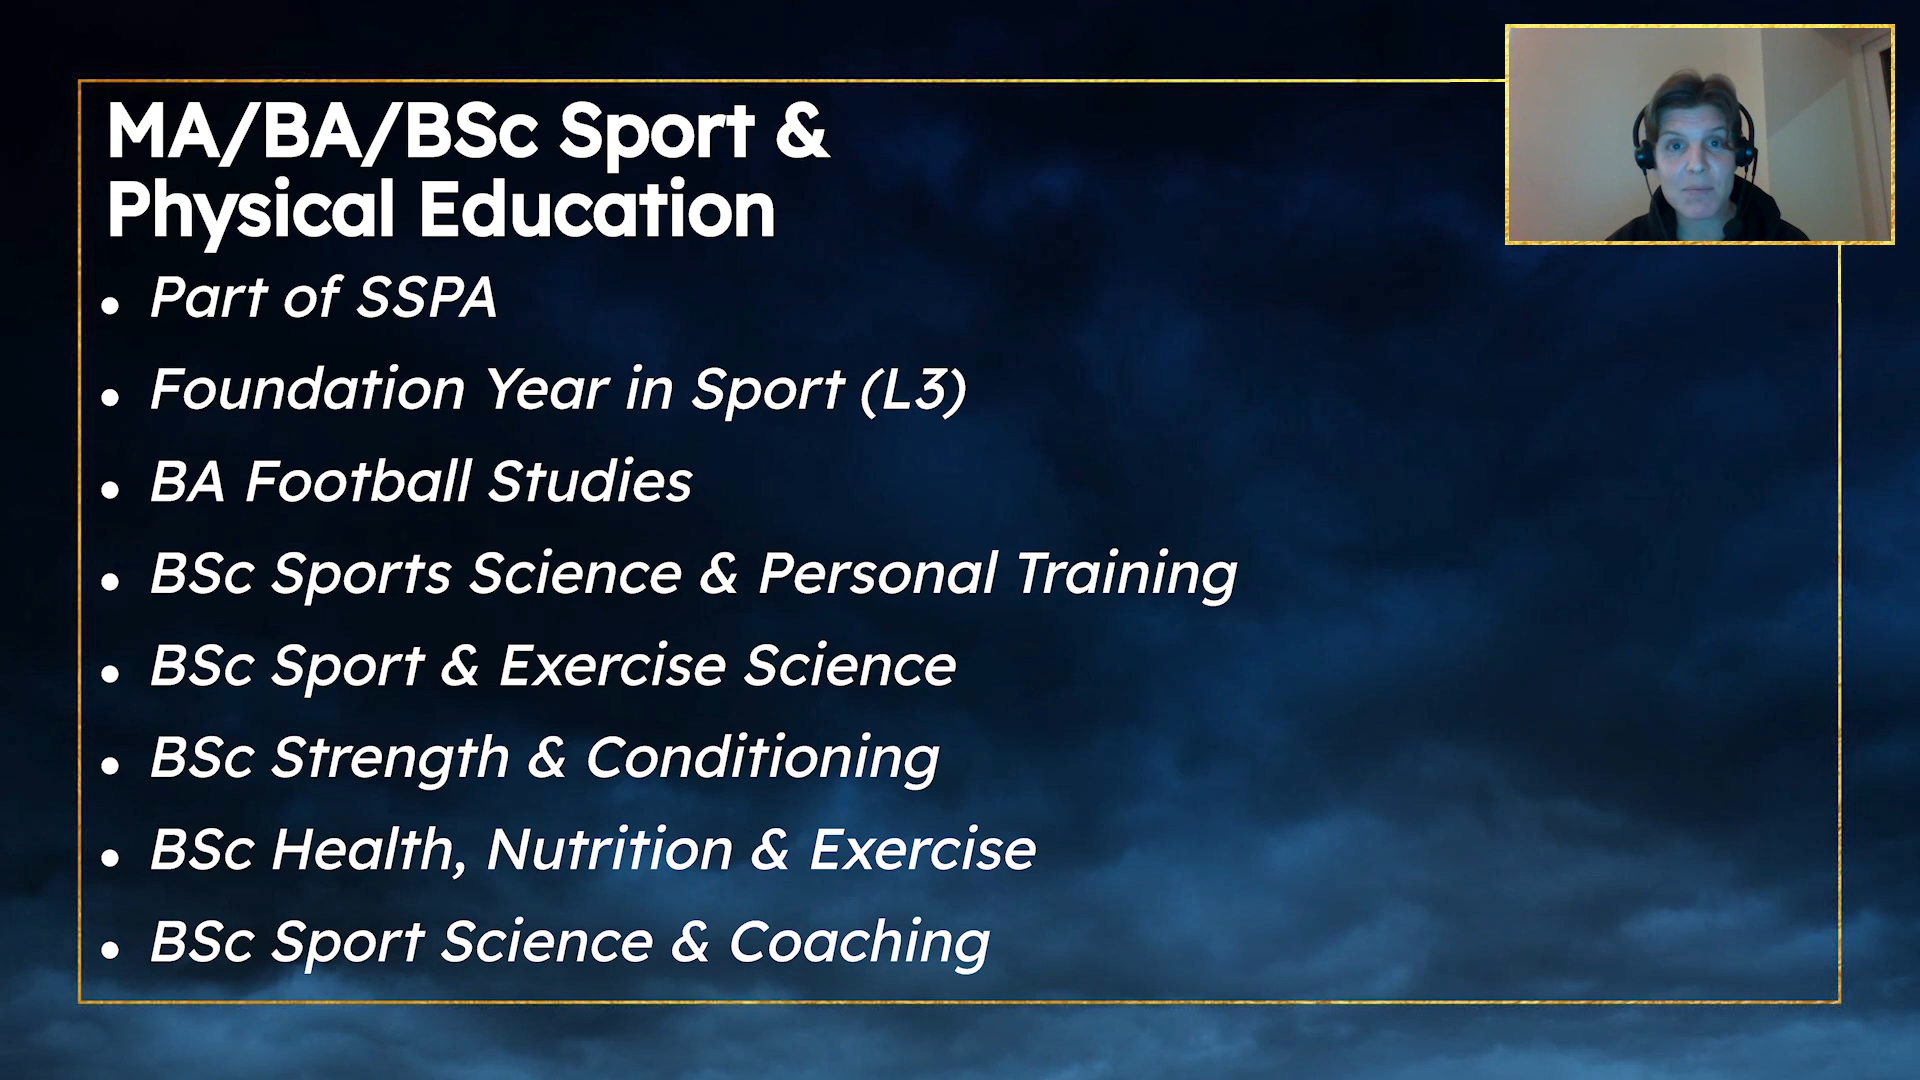 MA/BA/BSc Sport &
Physical Education
• Part of SSPA
• Foundation Year in Sport (L3)
• BA Football Studies
• BSc Sports Science & Personal Training
• BSc Sport & Exercise Science
• BSc Strength & Conditioning
• BSc Health, Nutrition & Exercise
• BSc Sport Science & Coaching